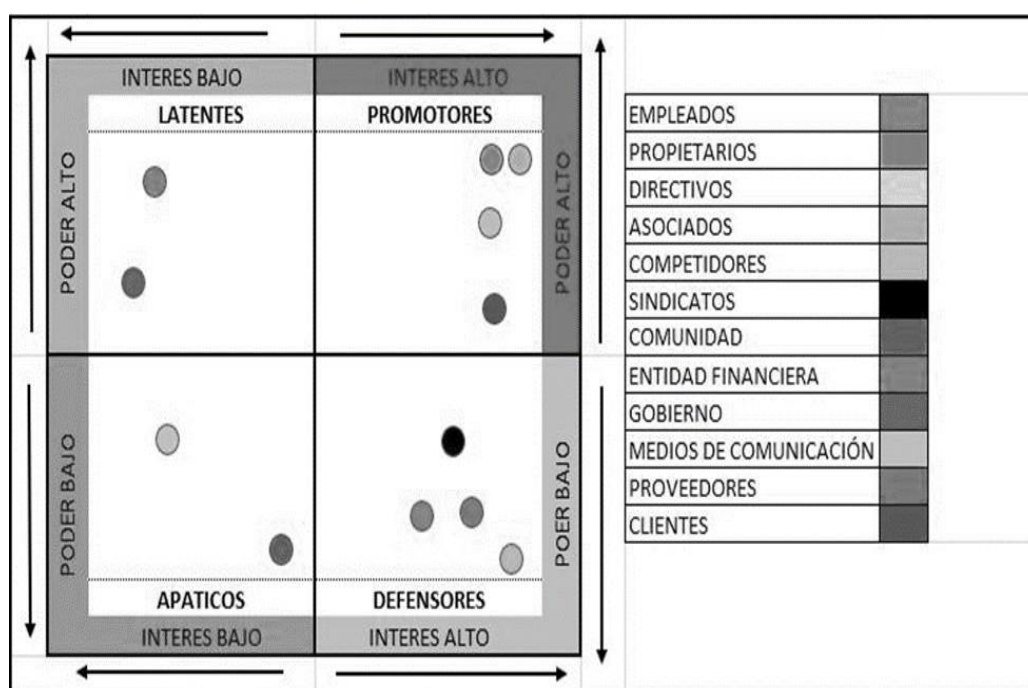 INTERES BAJO
INTERES ALTO
LATENTES
PROMOTORES
PODER ALTO
PODER ALTO
PODER BAJO
POER BAJO
APATICOS
DEFENSORES
INTERES BAJO
INTERES ALTO
EMPLEADOS
PROPIETARIOS
DIRECTIVOS
ASOCIADOS
COMPETIDORES
SINDICATOS
COMUNIDAD
ENTIDAD FINANCIERA
GOBIERNO
MEDIOS DE COMUNICACIÓN
PROVEEDORES
CLIENTES